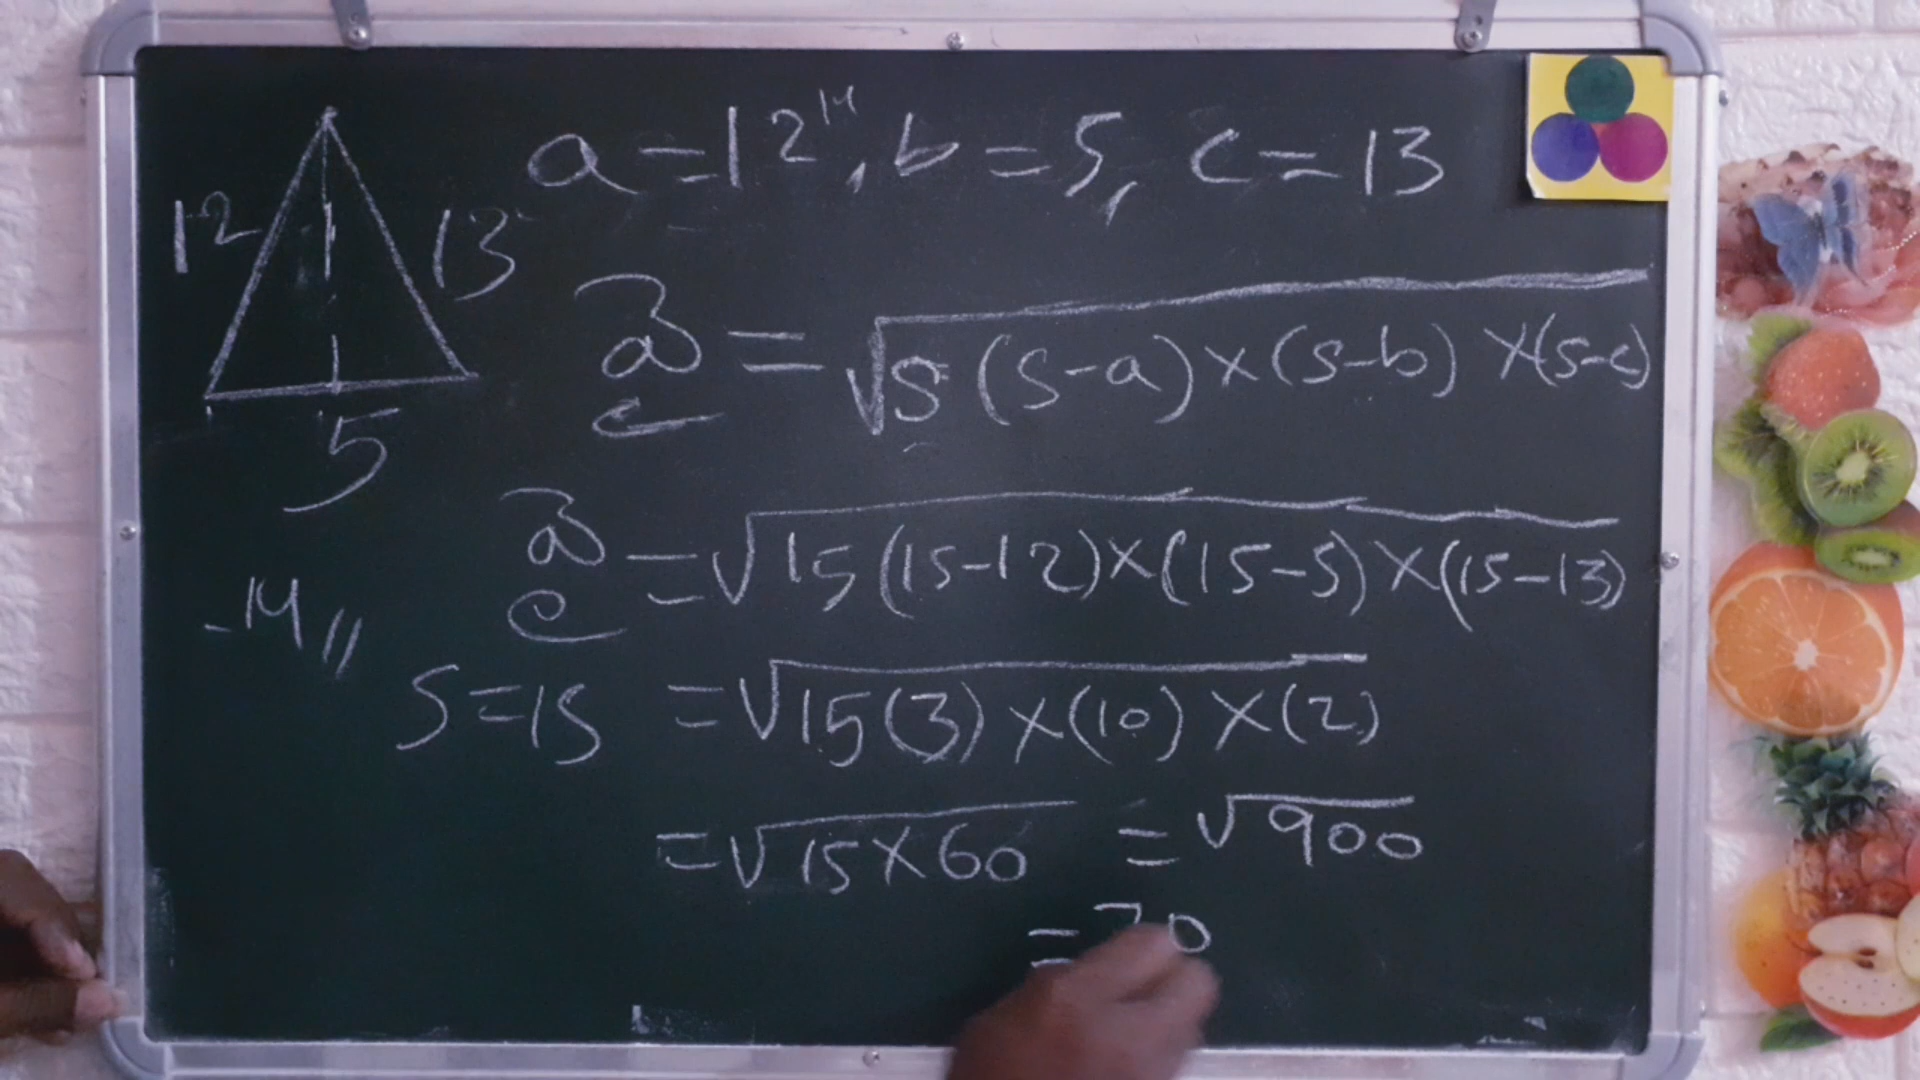 a = 12", b = 5, c = 13
12
13
5
= √s (s-a) × (s-b) × (s-c)
= √15 (15-12) × (15-5) × (15-13)
s = 15 = √15 (3) × (10) × (2)
= √15 × 60 = √900
= 30